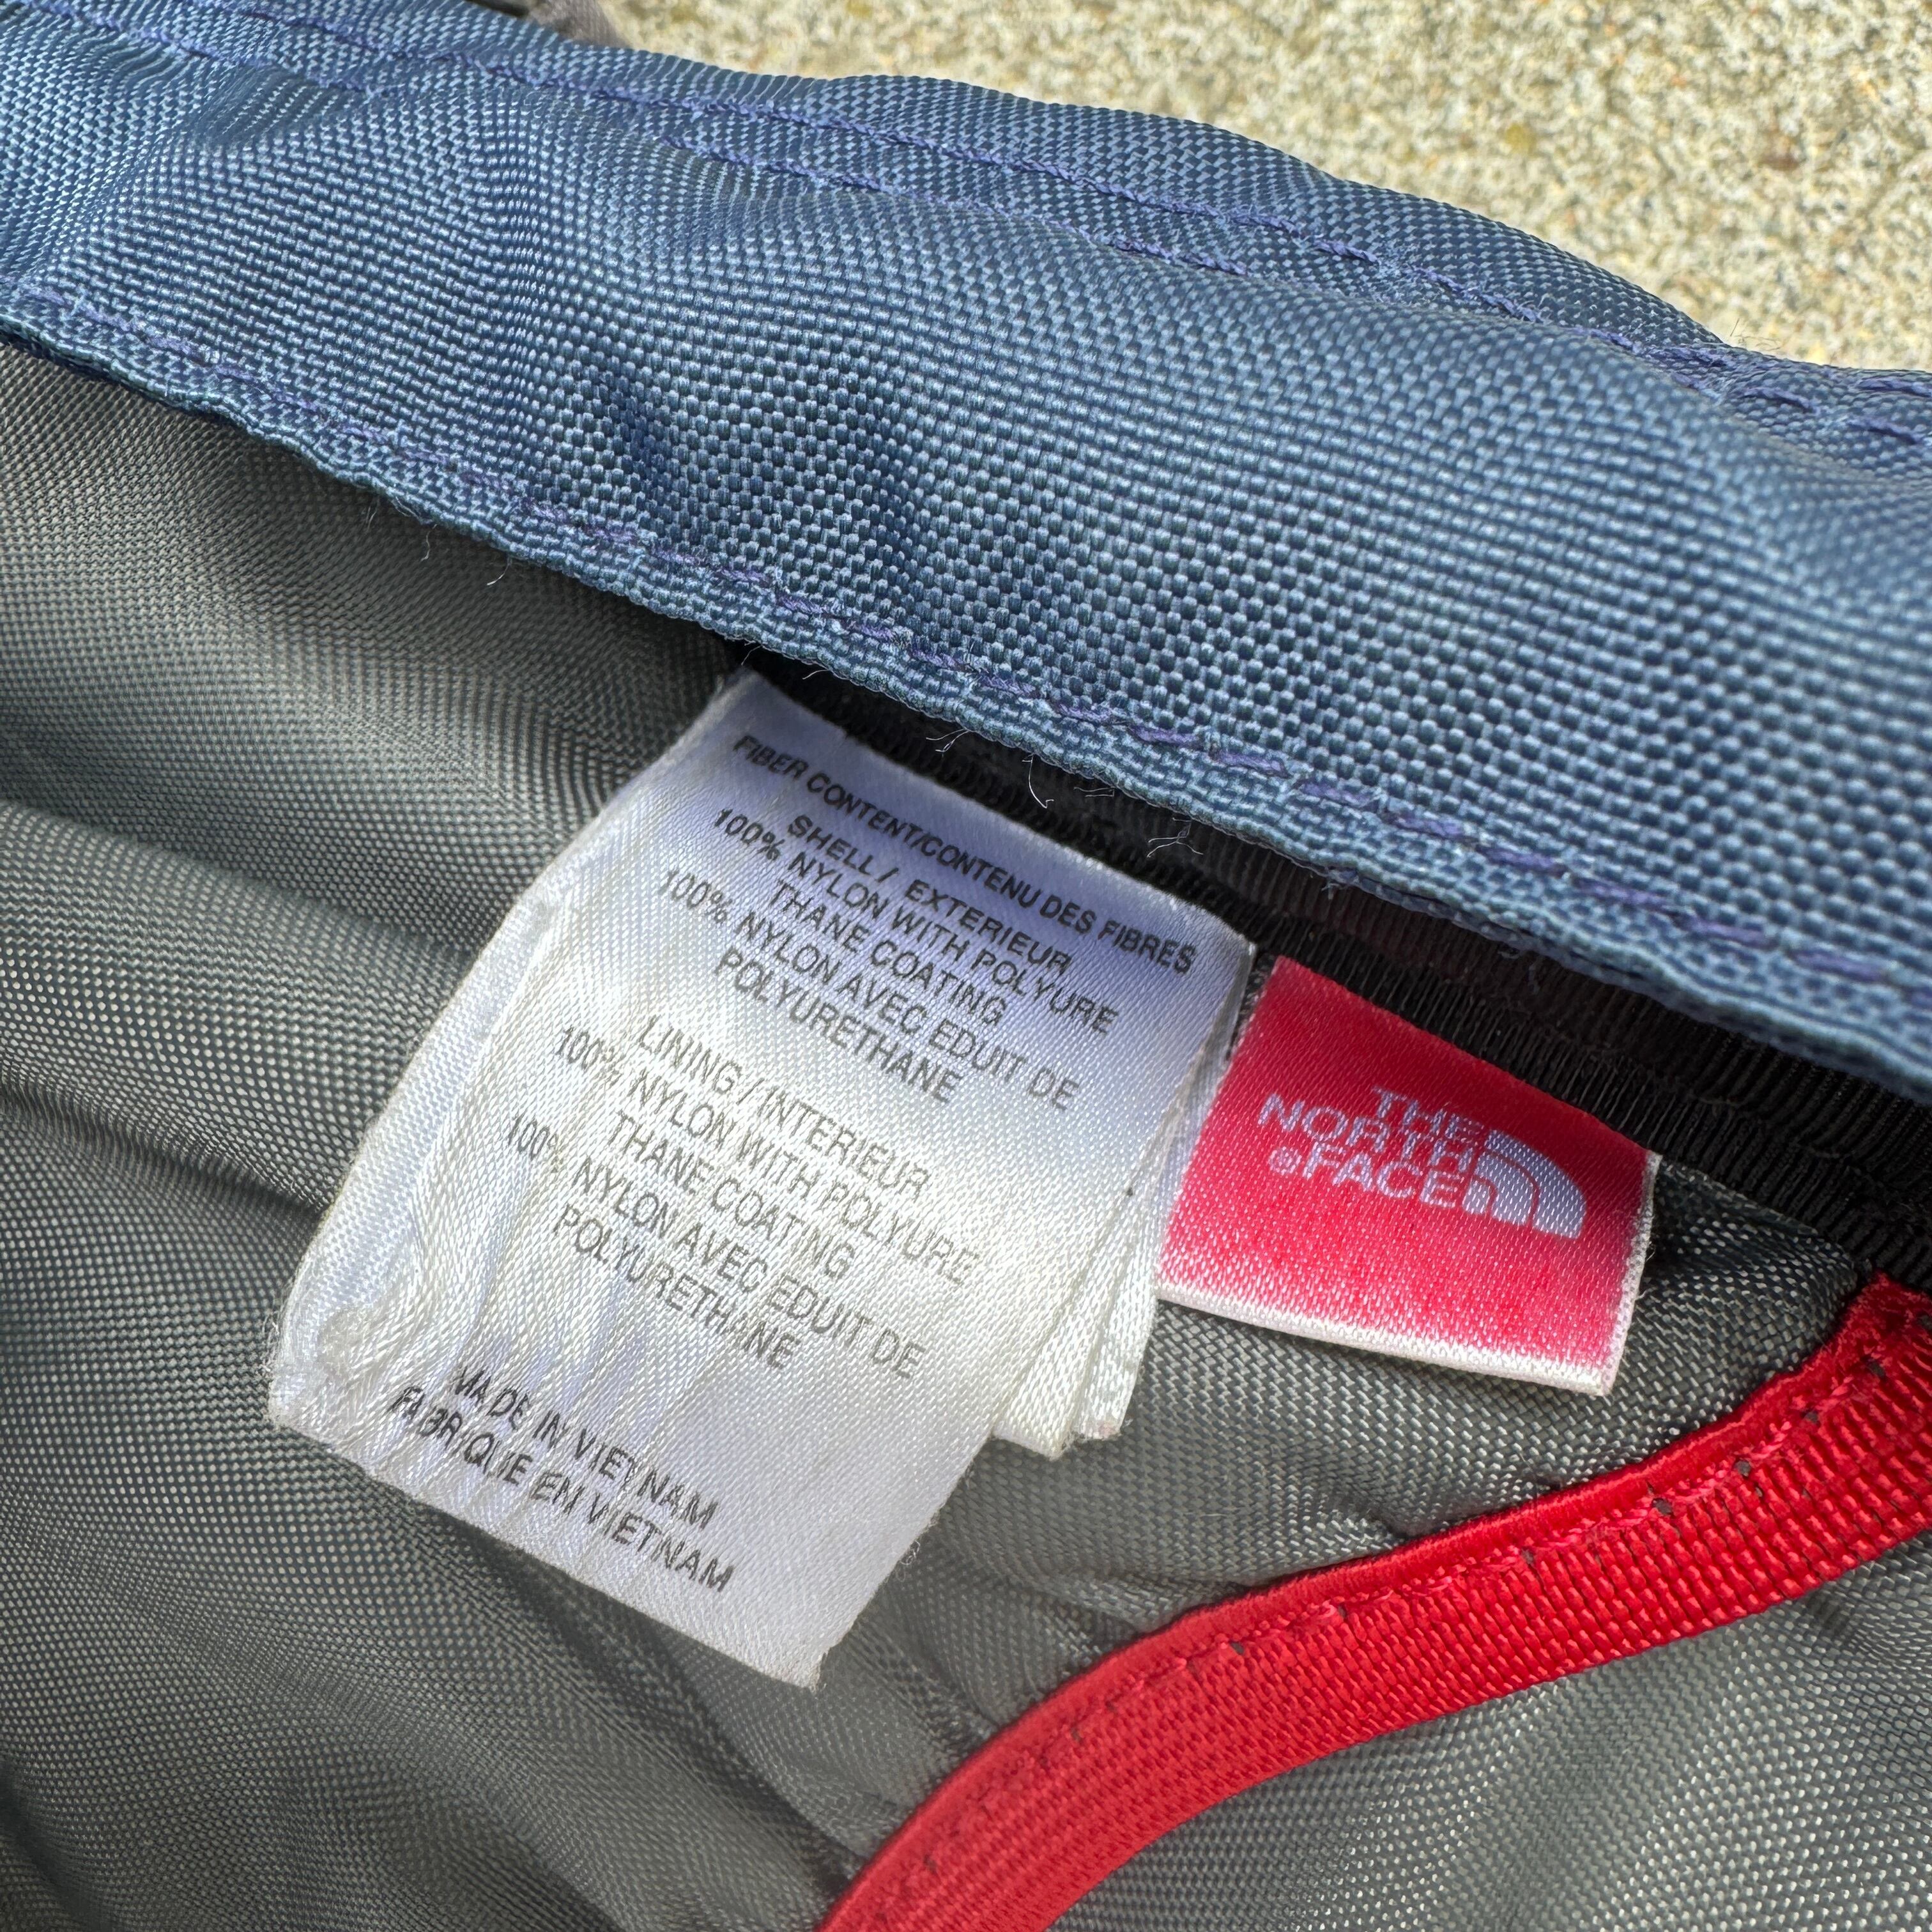 FIBER CONTENT/CONTENU DES FIBRES
SHELL / EXTERIEUR
100% NYLON WITH POLYURE
THANE COATING
100% NYLON AVEC EDUIT DE
POLYURETHANE
LINING / INTERIEUR
100% NYLON WITH POLYURE
THANE COATING
100% NYLON AVEC EDUIT DE
POLYURETHANE
MADE IN VIETNAM
FABRIQUE EM VIETNAM
THE
NORTH
®FACE